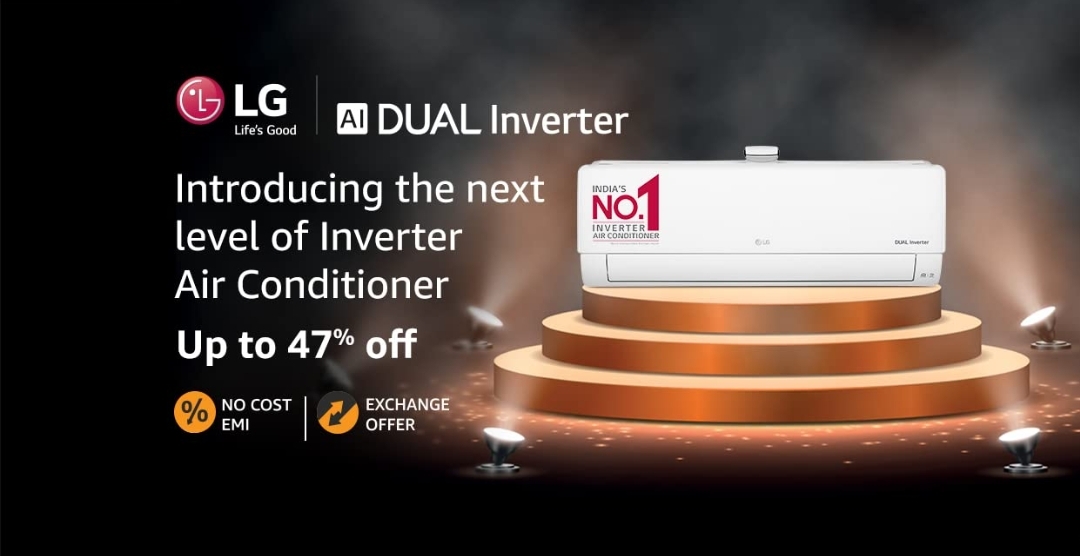 LG
Life's Good
AI DUAL Inverter
Introducing the next
level of Inverter
Air Conditioner
Up to 47% off
% NO COST
EMI
EXCHANGE
OFFER
INDIA'S
NO.1
INVERTER
AIR CONDITIONER
LG
DUAL Inverter